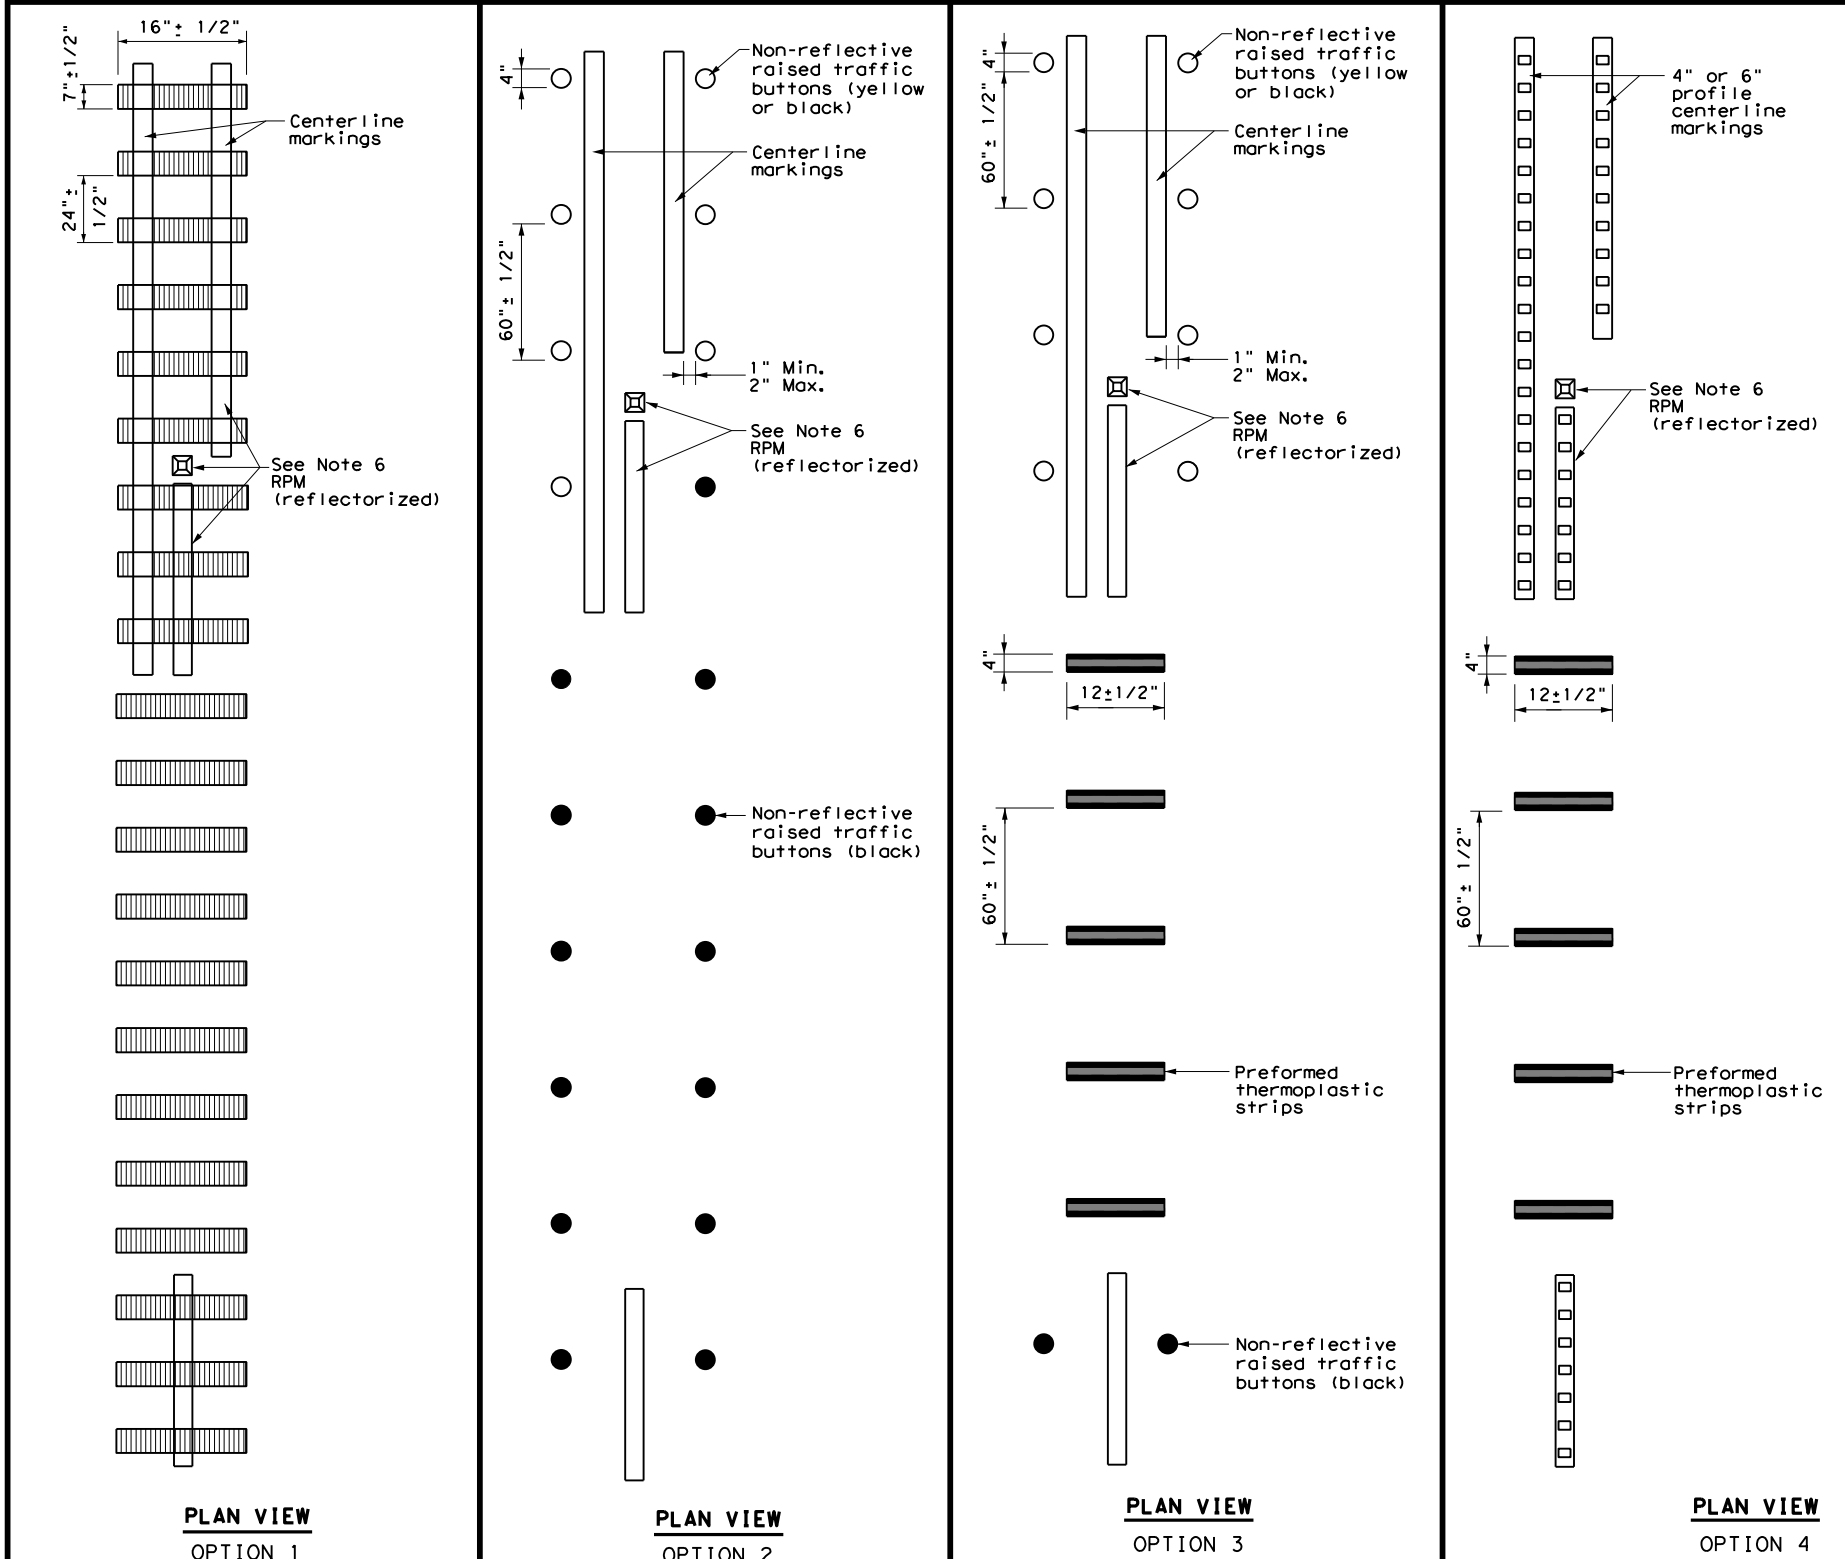 16"± 1/2"
7"±1/2"
Centerline
markings
24"±
1/2"
See Note 6
RPM
(reflectorized)
PLAN VIEW
OPTION 1
4"
Non-reflective
raised traffic
buttons (yellow
or black)
Centerline
markings
60"± 1/2"
1" Min.
2" Max.
See Note 6
RPM
(reflectorized)
Non-reflective
raised traffic
buttons (black)
PLAN VIEW
OPTION 2
4"
60"± 1/2"
Non-reflective
raised traffic
buttons (yellow
or black)
Centerline
markings
1" Min.
2" Max.
See Note 6
RPM
(reflectorized)
4"
12±1/2"
60"± 1/2"
Preformed
thermoplastic
strips
Non-reflective
raised traffic
buttons (black)
PLAN VIEW
OPTION 3
4" or 6"
profile
centerline
markings
See Note 6
RPM
(reflectorized)
4"
12±1/2"
60"± 1/2"
Preformed
thermoplastic
strips
PLAN VIEW
OPTION 4